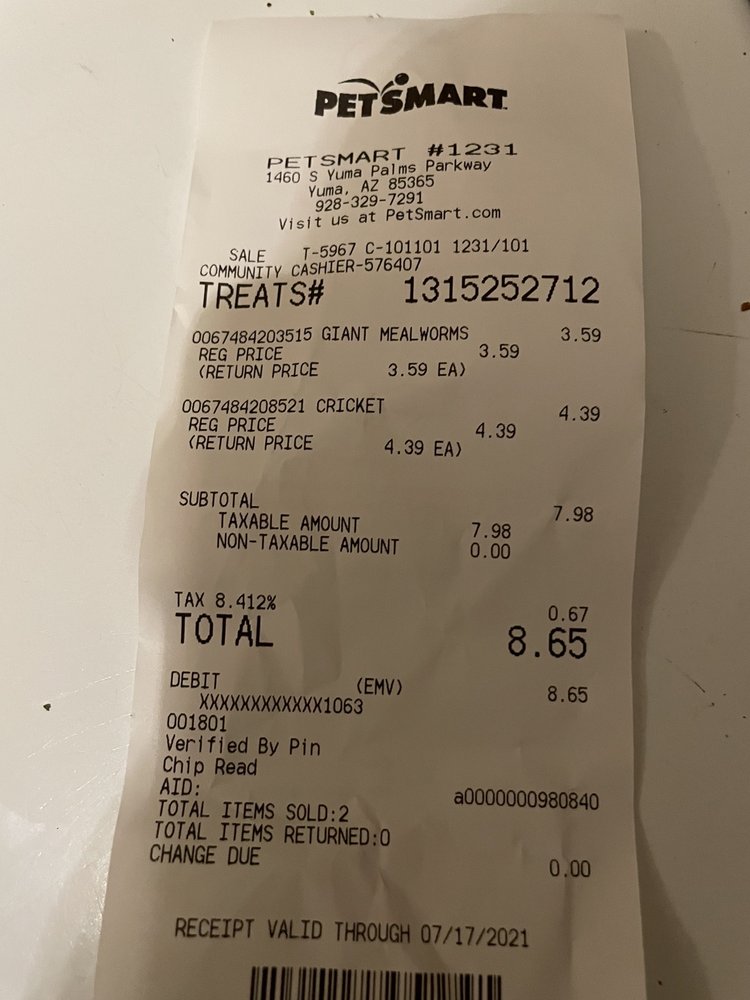 PETSMART
PETSMART #1231
1460 S Yuma Palms Parkway
Yuma, AZ 85365
928-329-7291
Visit us at PetSmart.com
SALE T-5967 C-101101 1231/101
COMMUNITY CASHIER-576407
TREATS# 1315252712
0067484203515 GIANT MEALWORMS 3.59
REG PRICE 3.59
(RETURN PRICE 3.59 EA)
0067484208521 CRICKET 4.39
REG PRICE 4.39
(RETURN PRICE 4.39 EA)
SUBTOTAL 7.98
TAXABLE AMOUNT 7.98
NON-TAXABLE AMOUNT 0.00
TAX 8.412% 0.67
TOTAL 8.65
DEBIT (EMV) 8.65
XXXXXXXXXXXX1063
001801
Verified By Pin
Chip Read
AID: a0000000980840
TOTAL ITEMS SOLD:2
TOTAL ITEMS RETURNED:0
CHANGE DUE 0.00
RECEIPT VALID THROUGH 07/17/2021